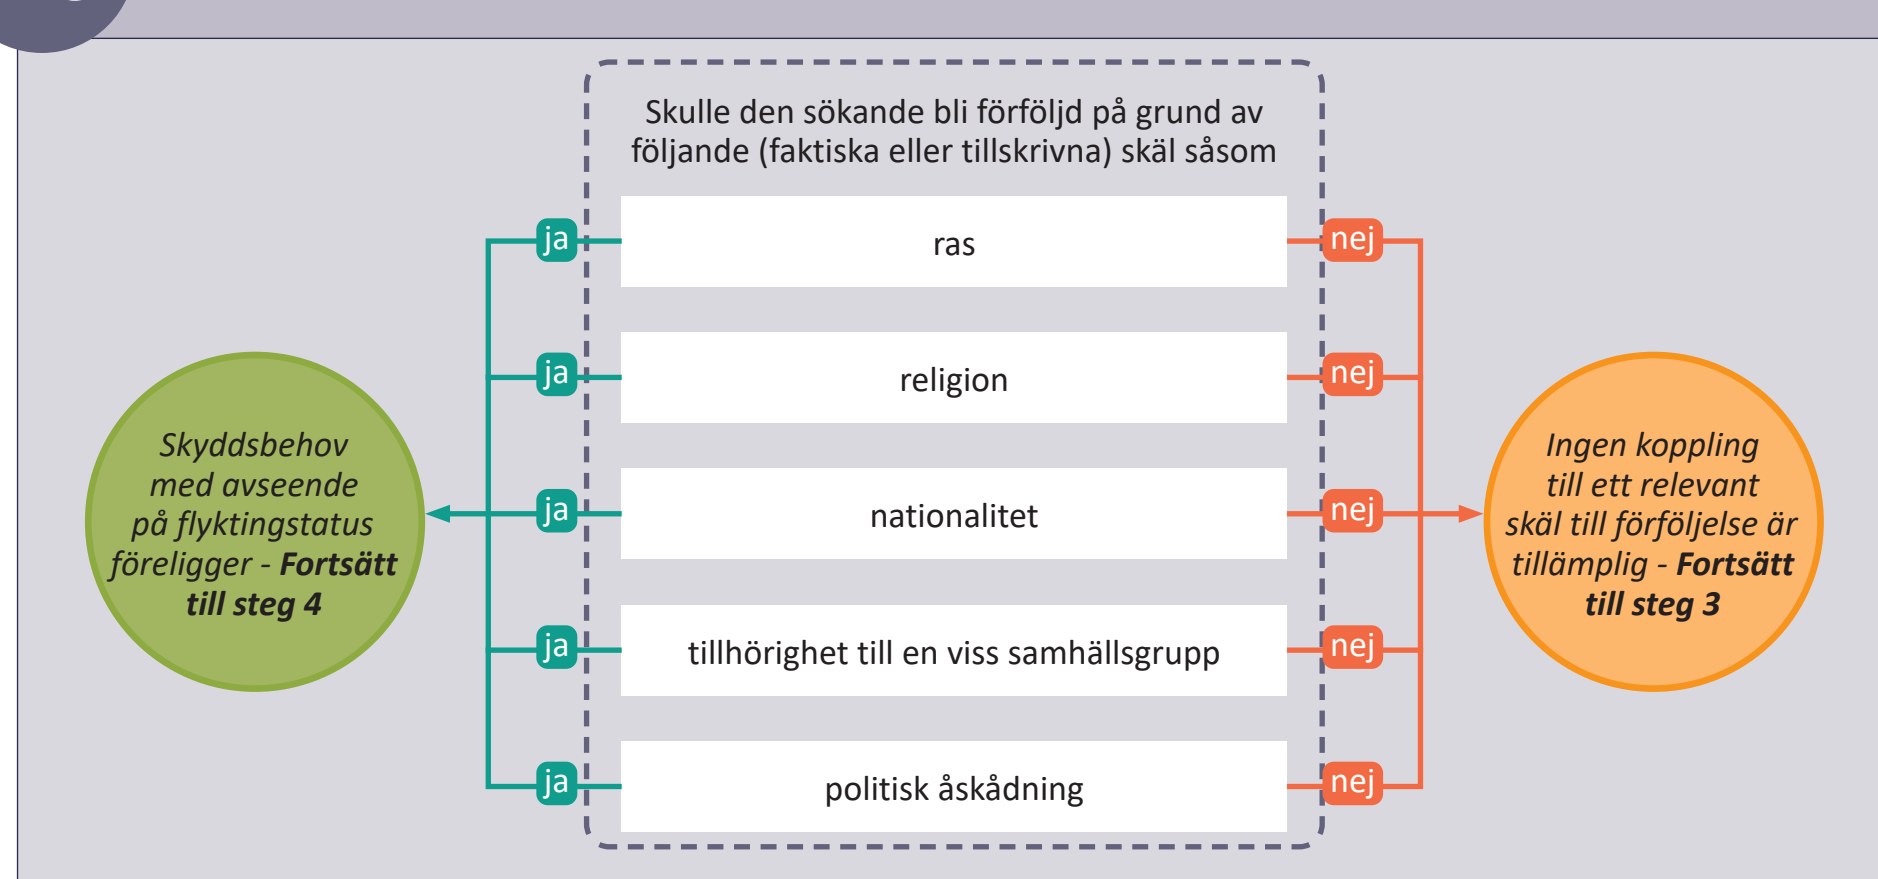 Skulle den sökande bli förföljd på grund av
följande (faktiska eller tillskrivna) skäl såsom
ja
ras
nej
ja
religion
nej
ja
nationalitet
nej
ja
tillhörighet till en viss samhällsgrupp
nej
ja
politisk åskådning
nej
Skyddsbehov
med avseende
på flyktingstatus
föreligger - Fortsätt
till steg 4
Ingen koppling
till ett relevant
skäl till förföljelse är
tillämplig - Fortsätt
till steg 3